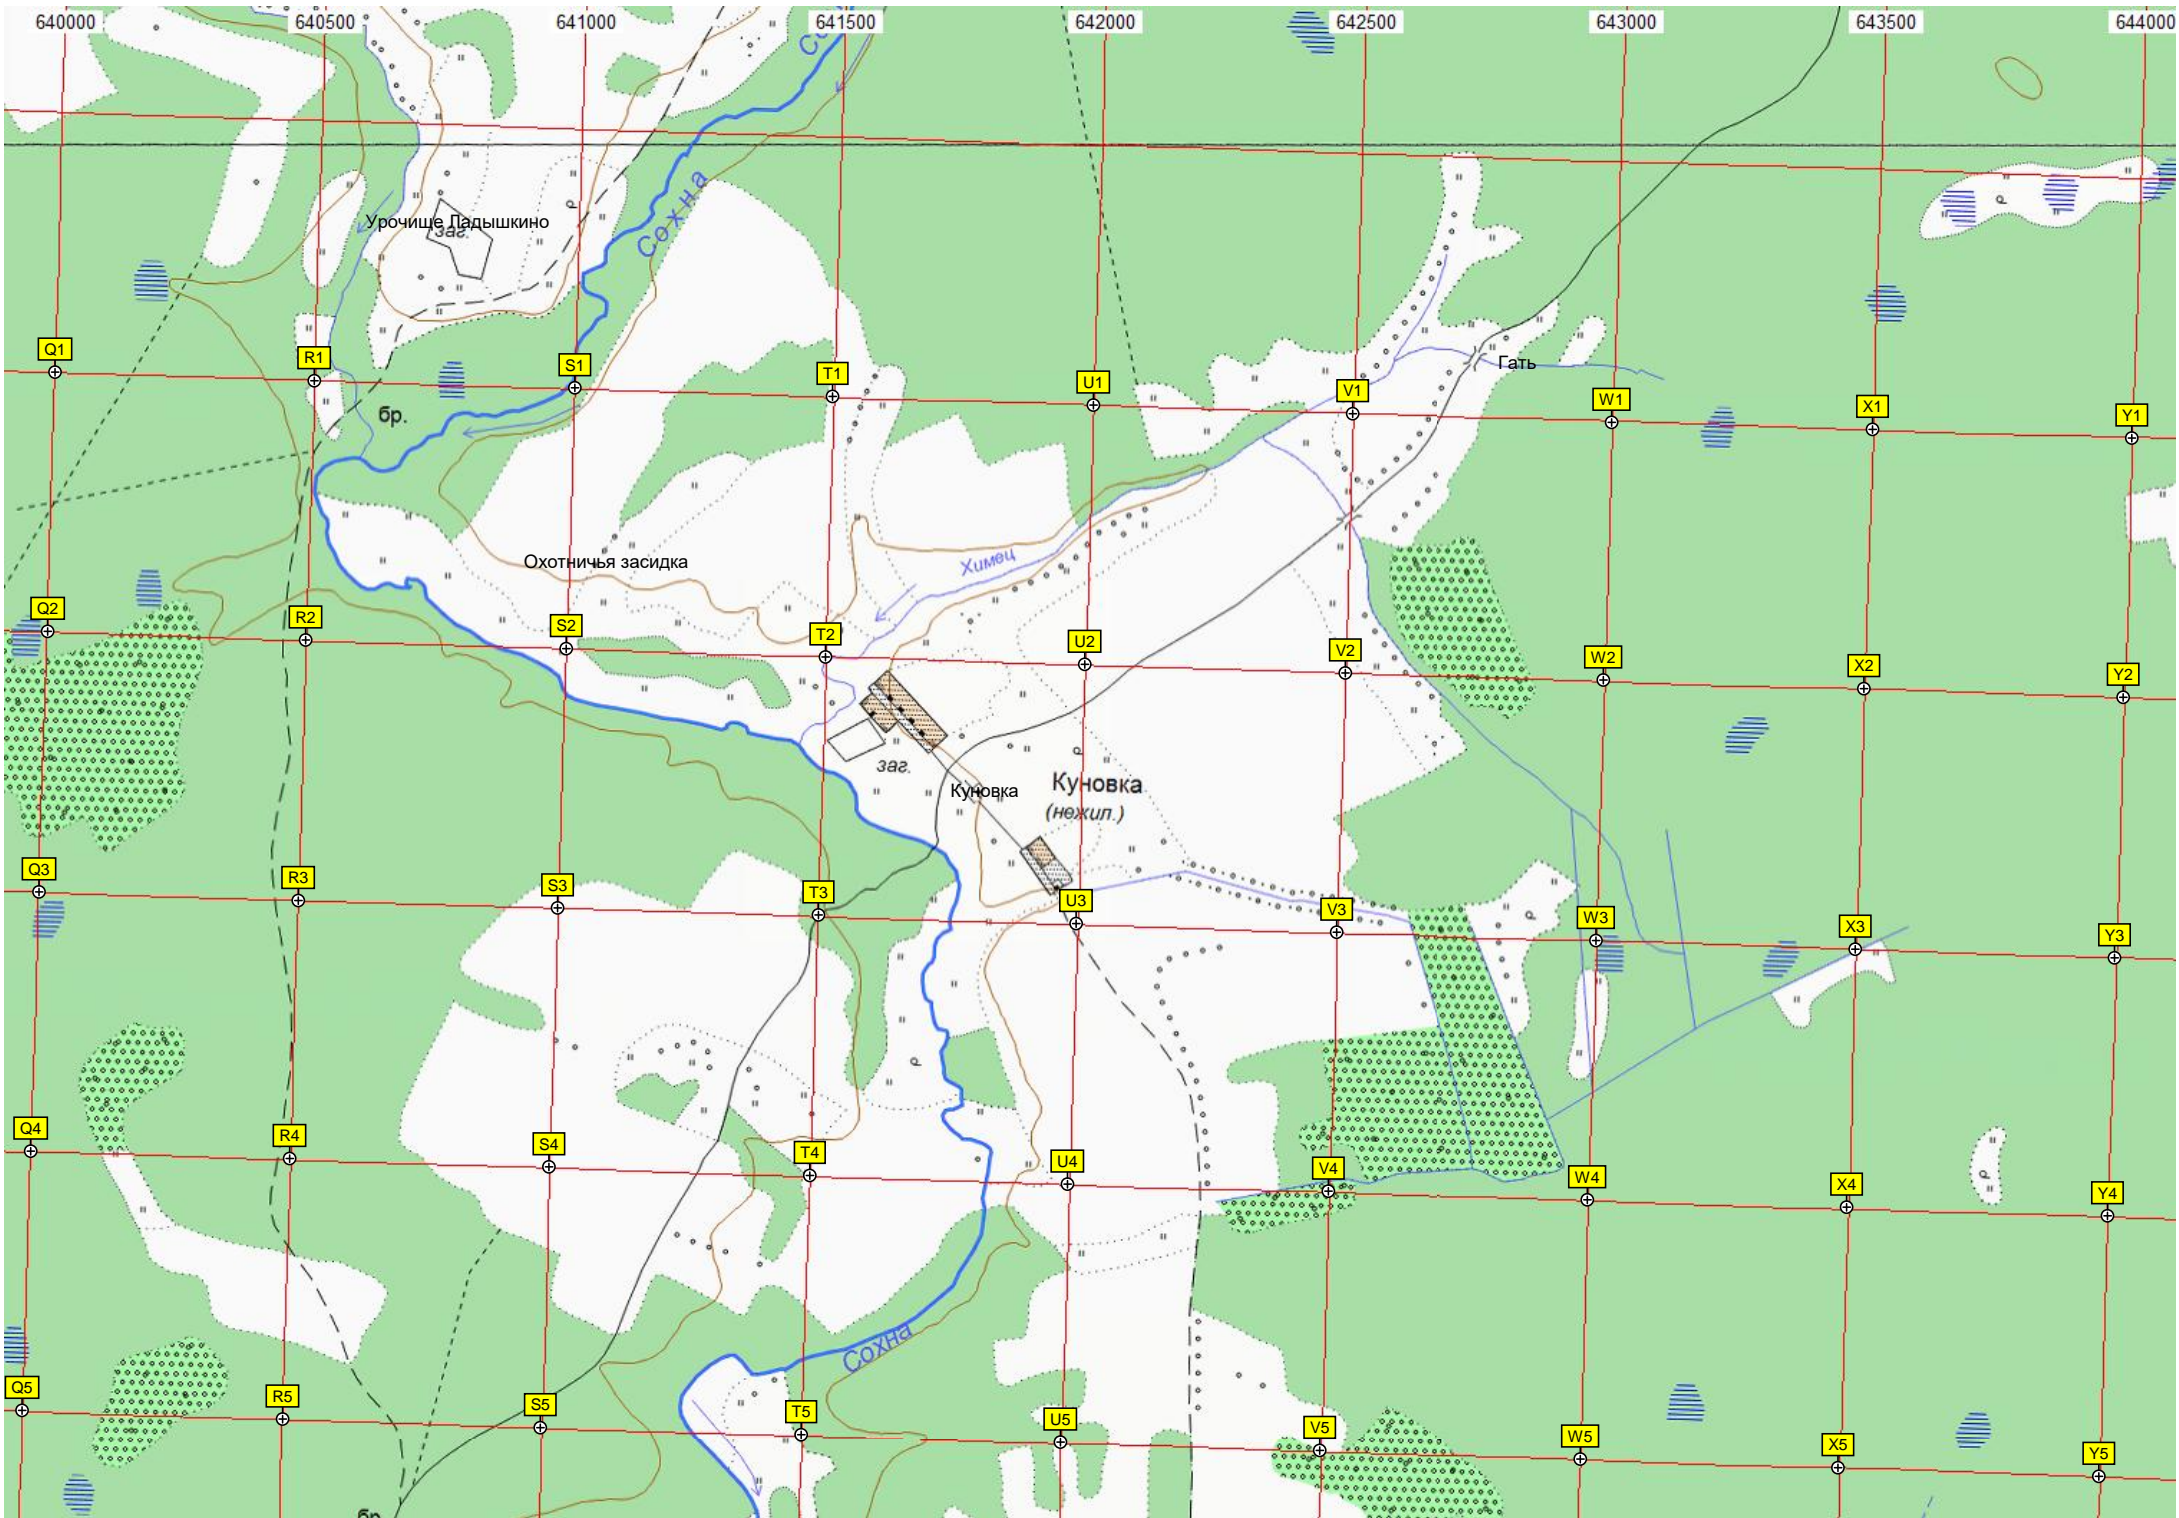 640000 640500 641000 641500 642000 642500 643000 643500 644000
Сохна
Урочище Ладышкино
заг.
Q1 R1 S1 T1 U1 V1 W1 X1 Y1
Гать
бр.
Охотничья засидка
Химец
Q2 R2 S2 T2 U2 V2 W2 X2 Y2
заг.
Куновка
Куновка
(нежил.)
Q3 R3 S3 T3 U3 V3 W3 X3 Y3
Q4 R4 S4 T4 U4 V4 W4 X4 Y4
Сохна
Q5 R5 S5 T5 U5 V5 W5 X5 Y5